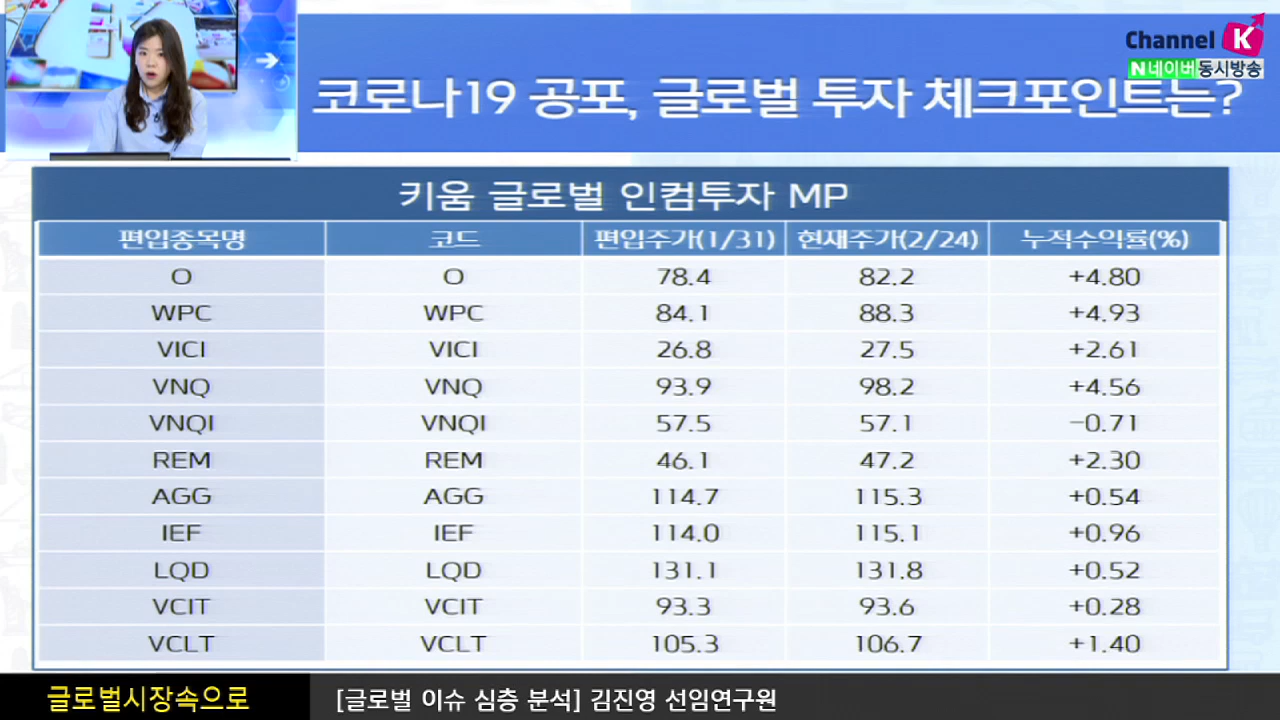 Channel K
N 네이버 동시방송
코로나19 공포, 글로벌 투자 체크포인트는?
키움 글로벌 인컴투자 MP
편입종목명 코드 편입주가(1/31) 현재주가(2/24) 누적수익률(%)
O O 78.4 82.2 +4.80
WPC WPC 84.1 88.3 +4.93
VICI VICI 26.8 27.5 +2.61
VNQ VNQ 93.9 98.2 +4.56
VNQI VNQI 57.5 57.1 -0.71
REM REM 46.1 47.2 +2.30
AGG AGG 114.7 115.3 +0.54
IEF IEF 114.0 115.1 +0.96
LQD LQD 131.1 131.8 +0.52
VCIT VCIT 93.3 93.6 +0.28
VCLT VCLT 105.3 106.7 +1.40
글로벌시장속으로
[글로벌 이슈 심층 분석] 김진영 선임연구원